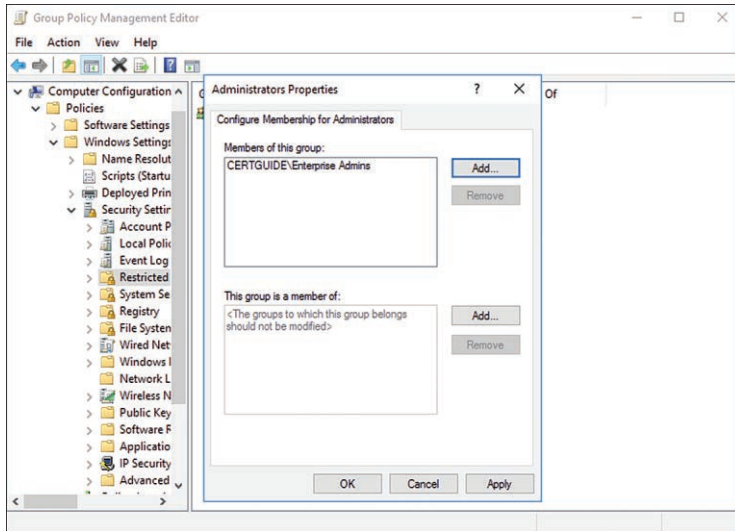 Group Policy Management Editor
File Action View Help
Computer Configuration
Policies
Software Settings
Windows Settings
Name Resolut
Scripts (Startu
Deployed Prin
Security Settin
Account P
Local Polic
Event Log
Restricted
System Se
Registry
File System
Wired Net
Windows
Network L
Wireless N
Public Key
Software
Applicatio
IP Security
Advanced
Of
Administrators Properties
? ×
Configure Membership for Administrators
Members of this group:
CERTGUIDE\Enterprise Admins
Add...
Remove
This group is a member of:
<The groups to which this group belongs
should not be modified>
Add...
Remove
OK Cancel Apply